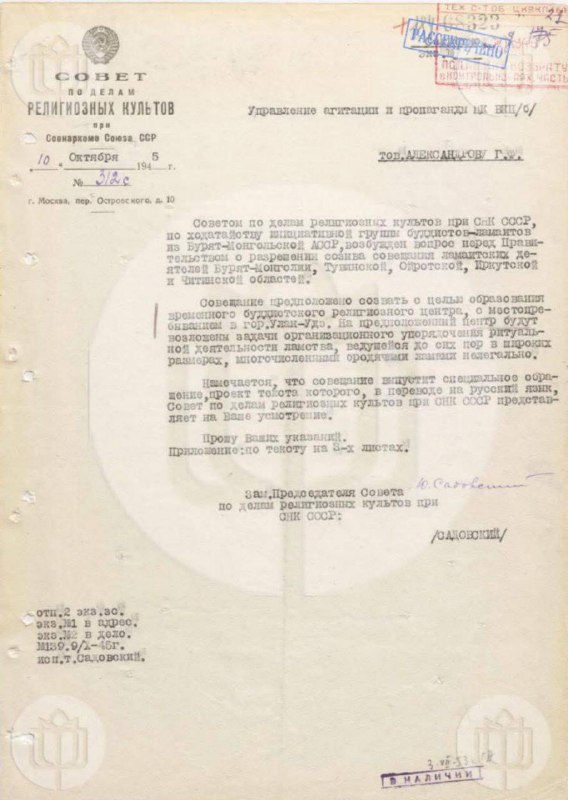 СОВЕТ
ПО ДЕЛАМ
РЕЛИГИОЗНЫХ КУЛЬТОВ
при
Совнаркоме Союза ССР
"10" Октября 1945 г.
№ 312с
г. Москва, пер. Островского, д. 10
РАССЕКРЕЧЕНО
Управление агитации и пропаганды ЦК ВКП/б/
тов.АЛЕКСАНДРОВУ Г.Ф.
Советом по делам религиозных культов при СНК СССР,
по ходатайству инициативной группы буддистов-ламаитов
из Бурят-Монгольской АССР,возбужден вопрос перед Прави-
тельством о разрешении созыва совещания ламаитских дея-
телей Бурят-Монголии, Тувинской, Ойротской, Иркутской
и Читинской областей.
Совещание предположено созвать с целью образования
временного буддистского религиозного центра, с местопре-
быванием в гор.Улан-Удэ. На предположенный центр будут
возложены задачи организационного упорядочения ритуаль-
ной деятельности ламства, ведущейся до сих пор в широких
размерах, многочисленными бродячими ламами нелегально.
Намечается, что совещание выпустит специальное обра-
щение,проект текста которого, в переводе на русский язык,
Совет по делам религиозных культов при СНК СССР представ-
ляет на Ваше усмотрение.
Прошу Ваших указаний.
Приложение:по тексту на 3-х листах.
Зам.Председателя Совета
по делам религиозных культов при
СНК СССР:
Ю.Садовский
/САДОВСКИЙ/
отп.2 экз.зс.
экз.№1 в адрес.
экз.№2 в дело.
№139.9/X-45г.
исп.т.Садовский.
В НАЛИЧИИ